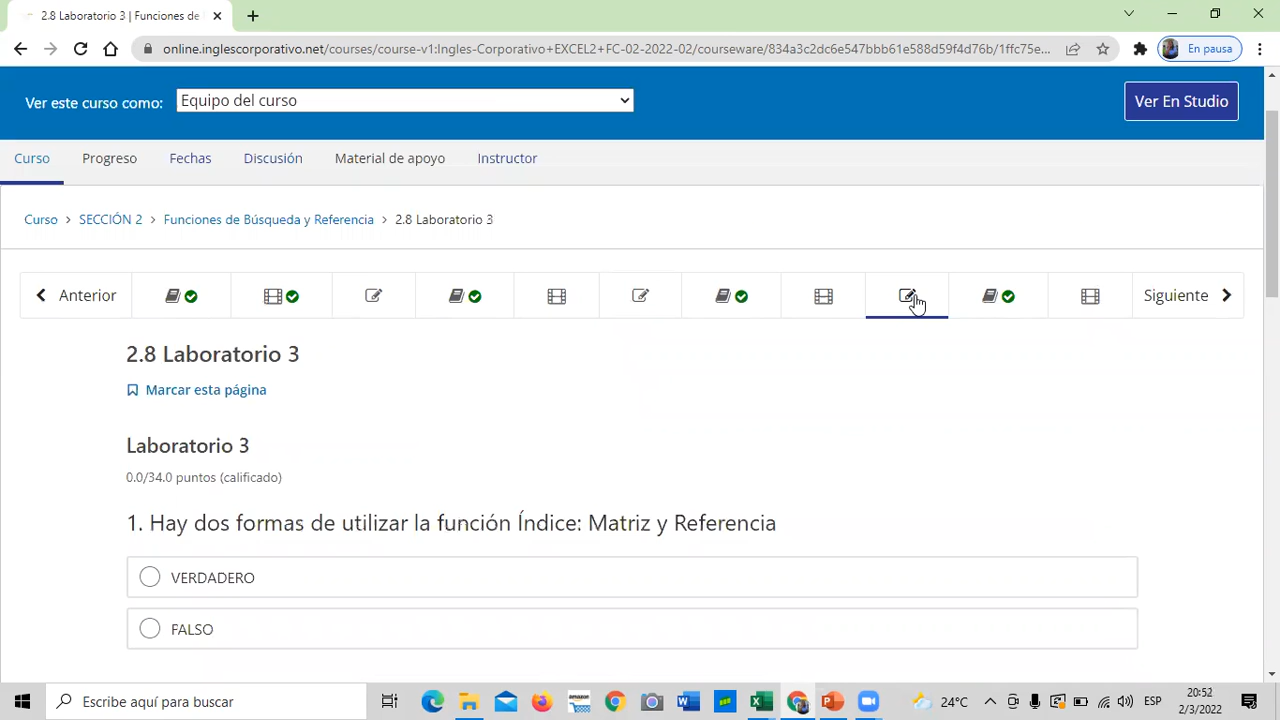 2.8 Laboratorio 3 | Funciones de
online.inglescorporativo.net/courses/course-v1:Ingles-Corporativo+EXCEL2+FC-02-2022-02/courseware/834a3c2dc6e547bbb61e588d59f4d76b/1ffc75e...
En pausa
Ver este curso como:
Equipo del curso
Ver En Studio
Curso
Progreso
Fechas
Discusión
Material de apoyo
Instructor
Curso > SECCIÓN 2 > Funciones de Búsqueda y Referencia > 2.8 Laboratorio 3
Anterior
Siguiente
2.8 Laboratorio 3
Marcar esta página
Laboratorio 3
0.0/34.0 puntos (calificado)
1. Hay dos formas de utilizar la función Índice: Matriz y Referencia
VERDADERO
FALSO
Escribe aquí para buscar
amazon
24°C
ESP
20:52
2/3/2022